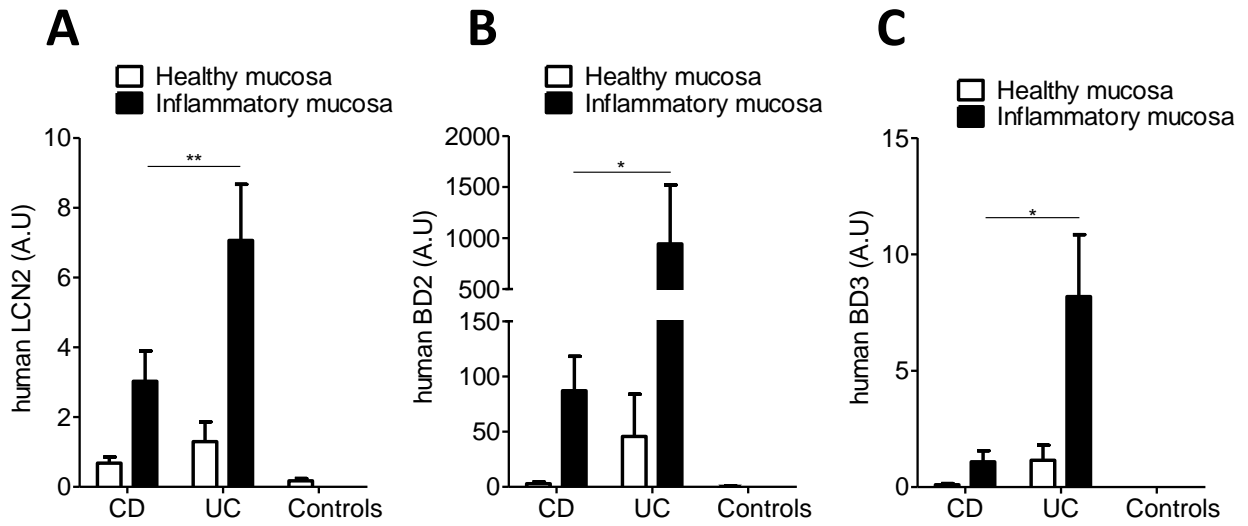 A
Healthy mucosa
Inflammatory mucosa
human LCN2 (A.U)
10
8
6
4
2
0
**
CD UC Controls
B
Healthy mucosa
Inflammatory mucosa
human BD2 (A.U)
2000
1500
1000
500
150
100
50
0
*
CD UC Controls
C
Healthy mucosa
Inflammatory mucosa
human BD3 (A.U)
15
10
5
0
*
CD UC Controls